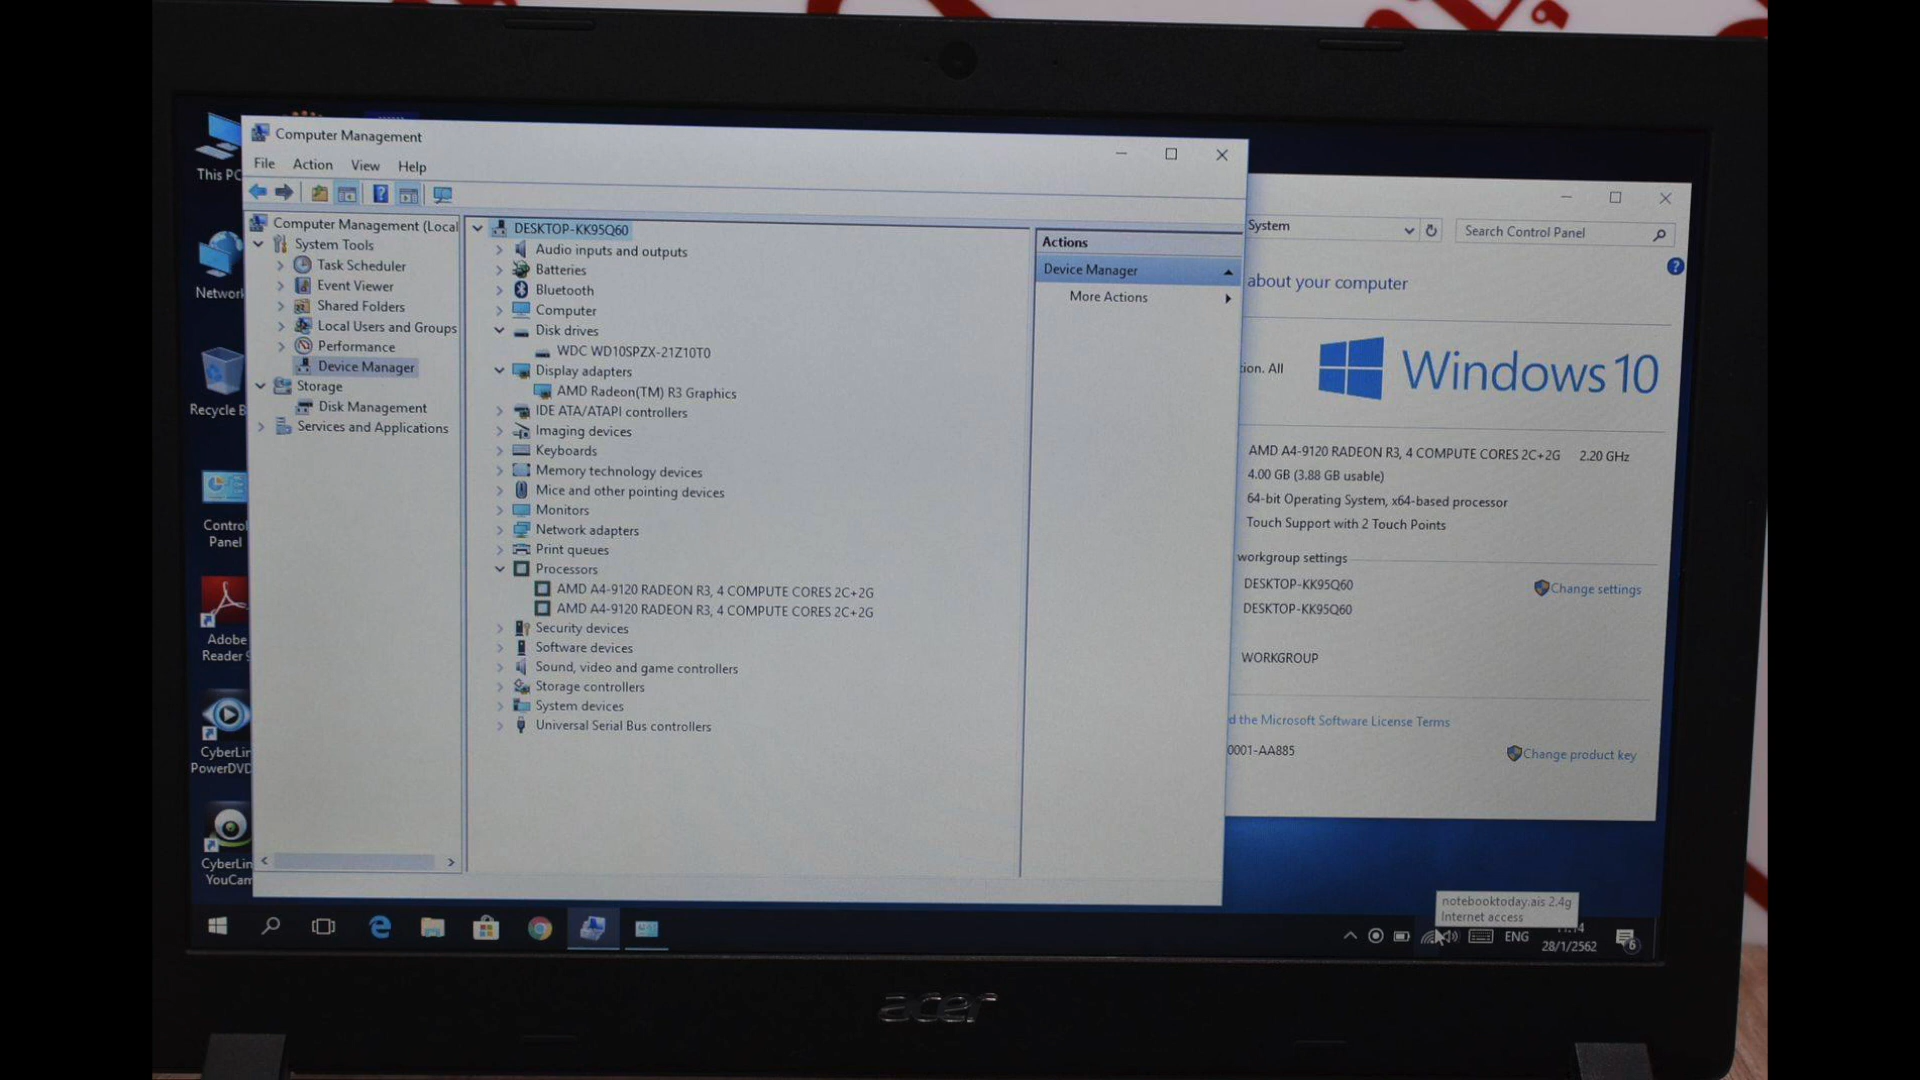 Computer Management
File Action View Help
Computer Management (Local
System Tools
Task Scheduler
Event Viewer
Shared Folders
Local Users and Groups
Performance
Device Manager
Storage
Disk Management
Services and Applications
DESKTOP-KK95Q60
Audio inputs and outputs
Batteries
Bluetooth
Computer
Disk drives
WDC WD10SPZX-21Z10T0
Display adapters
AMD Radeon(TM) R3 Graphics
IDE ATA/ATAPI controllers
Imaging devices
Keyboards
Memory technology devices
Mice and other pointing devices
Monitors
Network adapters
Print queues
Processors
AMD A4-9120 RADEON R3, 4 COMPUTE CORES 2C+2G
AMD A4-9120 RADEON R3, 4 COMPUTE CORES 2C+2G
Security devices
Software devices
Sound, video and game controllers
Storage controllers
System devices
Universal Serial Bus controllers
Actions
Device Manager
More Actions
System
Search Control Panel
about your computer
tion. All
Windows 10
AMD A4-9120 RADEON R3, 4 COMPUTE CORES 2C+2G 2.20 GHz
4.00 GB (3.88 GB usable)
64-bit Operating System, x64-based processor
Touch Support with 2 Touch Points
workgroup settings
DESKTOP-KK95Q60
Change settings
DESKTOP-KK95Q60
WORKGROUP
d the Microsoft Software License Terms
0001-AA885
Change product key
This PC
Network
Recycle B
Control
Panel
Adobe
Reader 9
CyberLin
PowerDVD
CyberLin
YouCam
notebooktoday.ais 2.4g
Internet access
ENG
28/1/2562
6
acer